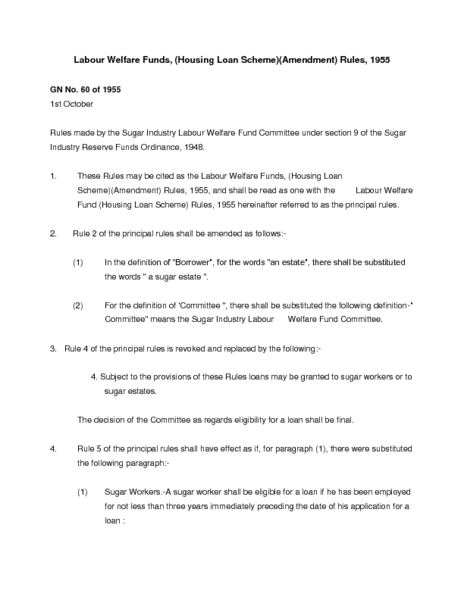 Labour Welfare Funds, (Housing Loan Scheme)(Amendment) Rules, 1955
GN No. 60 of 1955
1st October
Rules made by the Sugar Industry Labour Welfare Fund Committee under section 9 of the Sugar
Industry Reserve Funds Ordinance, 1948.
1. These Rules may be cited as the Labour Welfare Funds, (Housing Loan
Scheme)(Amendment) Rules, 1955, and shall be read as one with the Labour Welfare
Fund (Housing Loan Scheme) Rules, 1955 hereinafter referred to as the principal rules.
2. Rule 2 of the principal rules shall be amended as follows:-
(1) In the definition of "Borrower", for the words "an estate", there shall be substituted
the words " a sugar estate ".
(2) For the definition of 'Committee ", there shall be substituted the following definition-"
Committee" means the Sugar Industry Labour Welfare Fund Committee.
3. Rule 4 of the principal rules is revoked and replaced by the following:-
4. Subject to the provisions of these Rules loans may be granted to sugar workers or to
sugar estates.
The decision of the Committee as regards eligibility for a loan shall be final.
4. Rule 5 of the principal rules shall have effect as if, for paragraph (1), there were substituted
the following paragraph:-
(1) Sugar Workers.-A sugar worker shall be eligible for a loan if he has been employed
for not less than three years immediately preceding the date of his application for a
loan :